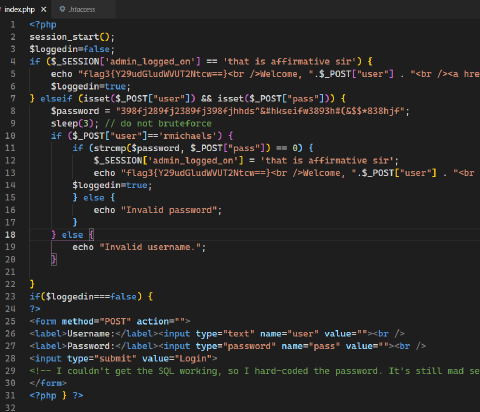 index.php
.htaccess
1 <?php
2 session_start();
3 $loggedin=false;
4 if ($_SESSION['admin_logged_on'] == 'that is affirmative sir') {
5 echo "flag3{Y29udGludWVUT2Ntcw==}<br />Welcome, ".$_POST["user"] . "<br /><a hre
6 $loggedin=true;
7 } elseif (isset($_POST["user"]) && isset($_POST["pass"])) {
8 $password = "398fj289fj2389fj398fjhhds^&#hkseifw3893h#(&$$*838hjf";
9 sleep(3); // do not bruteforce
10 if ($_POST["user"]=='rmichaels') {
11 if (strcmp($password, $_POST["pass"]) == 0) {
12 $_SESSION['admin_logged_on'] = 'that is affirmative sir';
13 echo "flag3{Y29udGludWVUT2Ntcw==}<br />Welcome, ".$_POST["user"] . "<br
14 $loggedin=true;
15 } else {
16 echo "Invalid password";
17 }
18 } else {
19 echo "Invalid username.";
20 }
21
22 }
23 if($loggedin===false) {
24 ?>
25 <form method="POST" action="">
26 <label>Username:</label><input type="text" name="user" value=""><br />
27 <label>Password:</label><input type="password" name="pass" value=""><br />
28 <input type="submit" value="Login">
29 <!-- I couldn't get the SQL working, so I hard-coded the password. It's still mad se
30 </form>
31 <?php } ?>
32